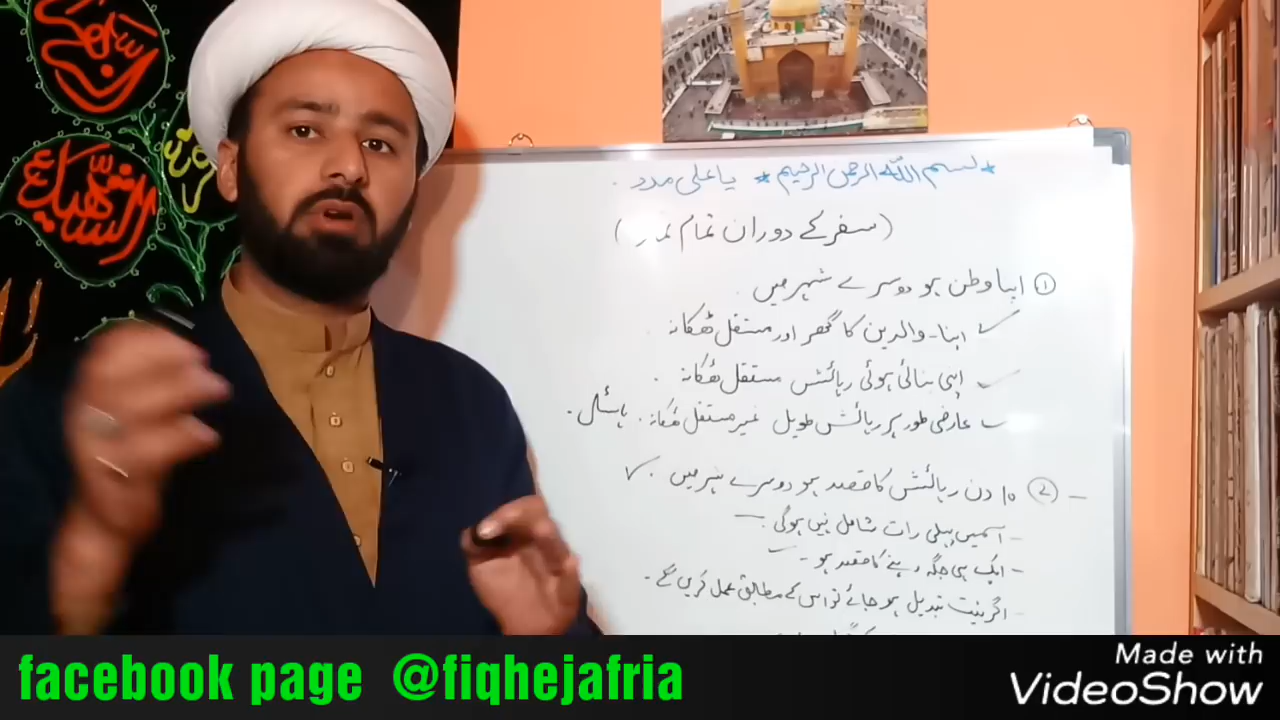 بسم اللہ الرحمن الرحیم * یا علی مدد *
(سفر کے دوران تمام نماز)
① اپنا وطن ہو دوسرے شہر میں
اپنا - والدین کا گھر اور مستقل ٹھکانہ
اپنی بنائی ہوئی رہائش مستقل ٹھکانہ
عارضی طور پر رہائش طویل غیر مستقل ٹھکانہ . ہاسٹل .
② 10 دن رہائش کا قصد ہو دوسرے شہر میں .
- اسمیں پہلی رات شامل نہیں ہوگی .
- ایک ہی جگہ رہنے کا قصد ہو -
- اگر نیت تبدیل ہو جائے تو اس کے مطابق عمل کریں گے .
facebook page @fiqhejafria
Made with
VideoShow